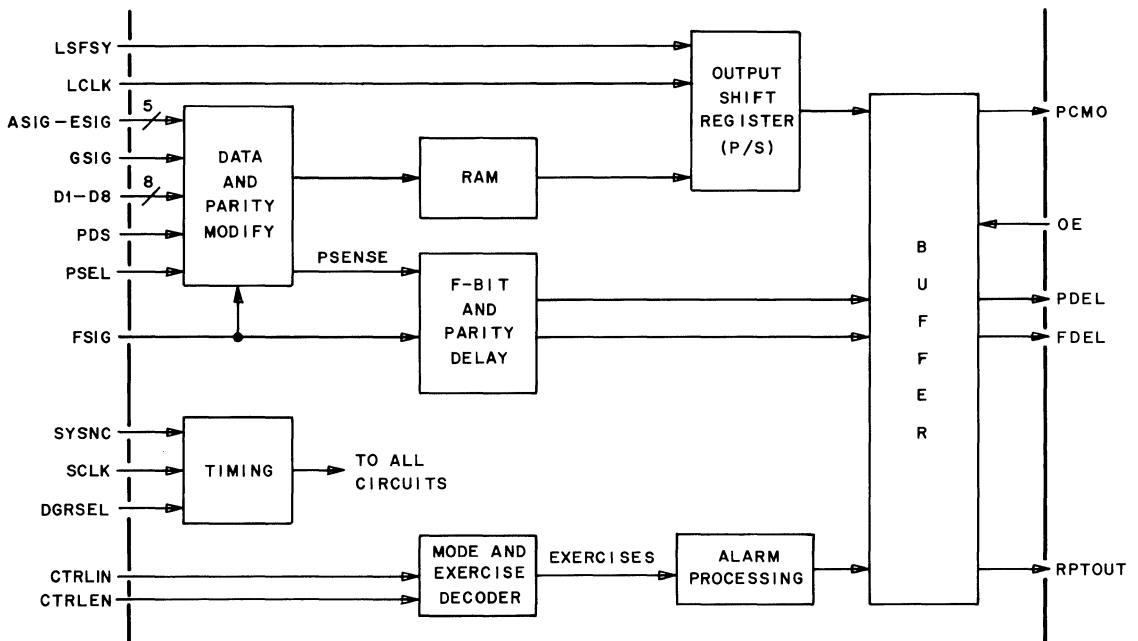 LSFSY
LCLK
ASIG-ESIG
5
GSIG
D1-D8
8
PDS
PSEL
FSIG
DATA
AND
PARITY
MODIFY
PSENSE
RAM
OUTPUT
SHIFT
REGISTER
(P/S)
F-BIT
AND
PARITY
DELAY
B
U
F
F
E
R
PCMO
OE
PDEL
FDEL
SYSNC
SCLK
DGRSEL
TIMING
TO ALL
CIRCUITS
CTRLIN
CTRLEN
MODE AND
EXERCISE
DECODER
EXERCISES
ALARM
PROCESSING
RPTOUT